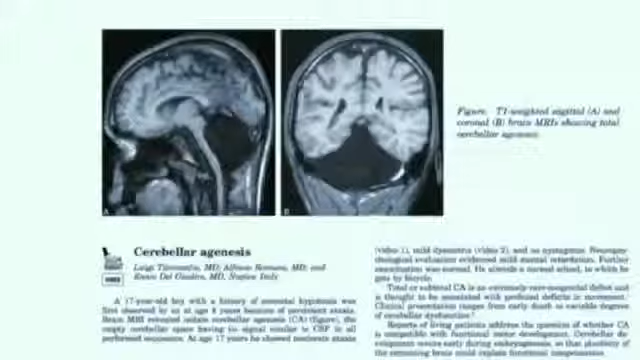 A
B
Figure. T1-weighted sagittal (A) and
coronal (B) brain MRIs showing total
cerebellar agenesis.
Cerebellar agenesis
Luigi Titomanlio, MD; Alfonso Romano, MD; and
Ennio Del Giudice, MD, Naples Italy
A 17-year-old boy with a history of neonatal hypotonia was
first observed by us at age 8 years because of persistent ataxia.
Brain MRI revealed isolate cerebellar agenesis (CA) (figure), the
empty cerebellar space having its signal similar to CSF in all
performed sequences. At age 17 years he showed moderate ataxia
(video 1), mild dysmetria (video 2), and no nystagmus. Neuropsy-
chological evaluation evidenced mild mental retardation. Further
examination was normal. He attends a normal school, to which he
gets by bicycle.
Total or subtotal CA is an extremely rare congenital defect and
is thought to be associated with profound deficits in movement.
Clinical presentation ranges from early death to variable degrees
of cerebellar dysfunction.
Reports of living patients address the question of whether CA
is compatible with functional motor development. Cerebellar de-
velopment occurs early during embryogenesis, so that plasticity of
the remaining brain could explain functional compensation.